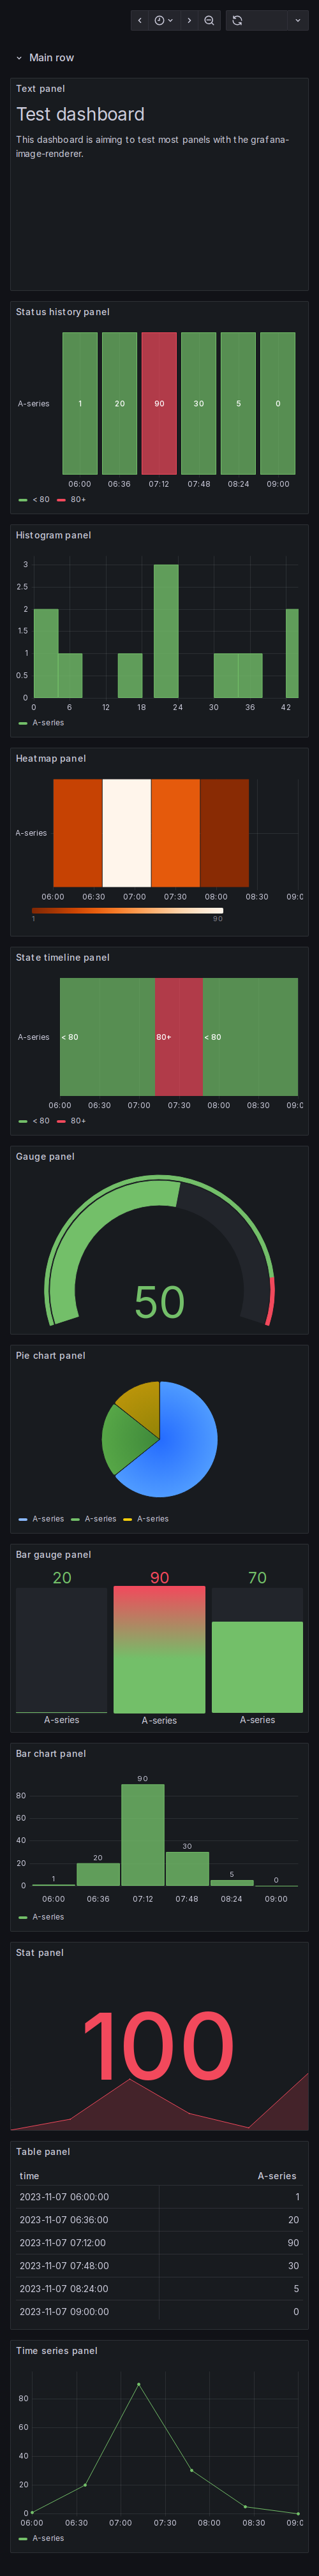 Main row
Text panel
Test dashboard
This dashboard is aiming to test most panels with the grafana-
image-renderer.
Status history panel
A-series 1 20 90 30 5 0
06:00 06:36 07:12 07:48 08:24 09:00
< 80 80+
Histogram panel
3
2.5
2
1.5
1
0.5
0
0 6 12 18 24 30 36 42
A-series
Heatmap panel
A-series
06:00 06:30 07:00 07:30 08:00 08:30 09:0
1 90
State timeline panel
A-series < 80 80+ < 80
06:00 06:30 07:00 07:30 08:00 08:30 09:0
< 80 80+
Gauge panel
50
Pie chart panel
A-series A-series A-series
Bar gauge panel
20 90 70
A-series A-series A-series
Bar chart panel
90
80
60
40
30
20 20
5
1
0 0
06:00 06:36 07:12 07:48 08:24 09:00
A-series
Stat panel
100
Table panel
time A-series
2023-11-07 06:00:00 1
2023-11-07 06:36:00 20
2023-11-07 07:12:00 90
2023-11-07 07:48:00 30
2023-11-07 08:24:00 5
2023-11-07 09:00:00 0
Time series panel
80
60
40
20
0
06:00 06:30 07:00 07:30 08:00 08:30 09:0
A-series